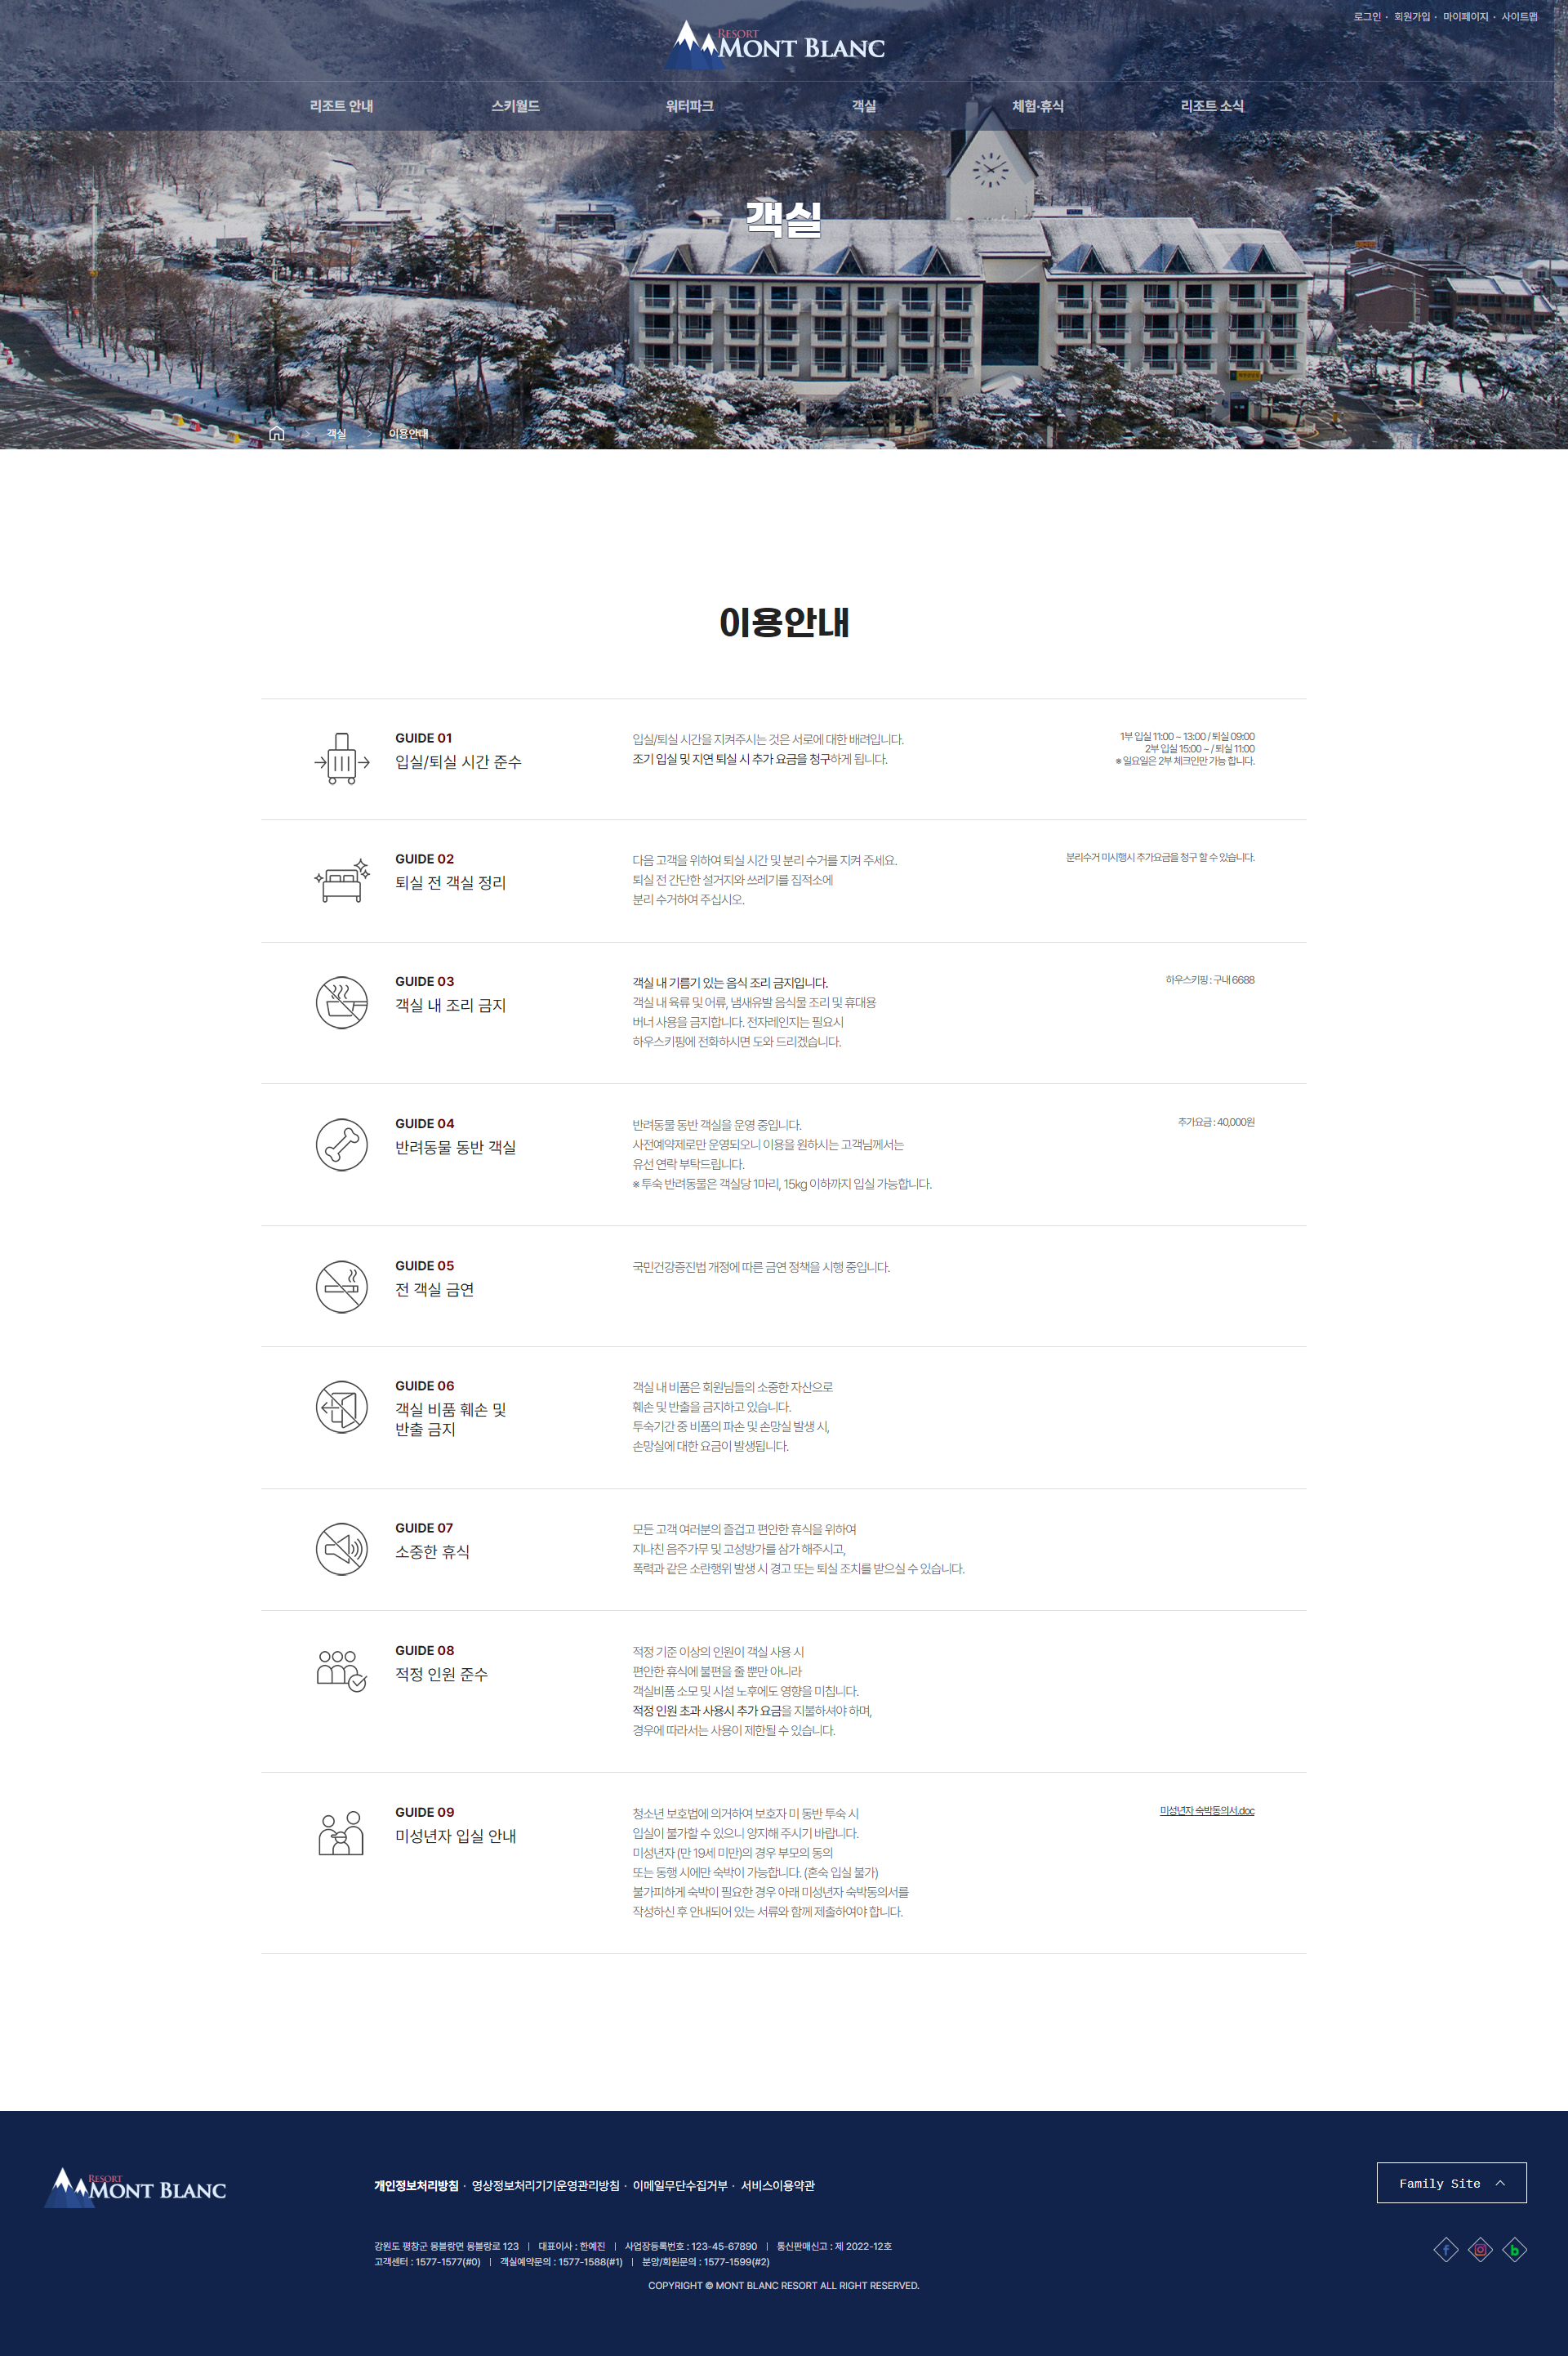 로그인 · 회원가입 · 마이페이지 · 사이트맵
RESORT
MONT BLANC
리조트 안내 스키월드 워터파크 객실 체험·휴식 리조트 소식
객실
객실 > 이용안내
이용안내
GUIDE 01
입실/퇴실 시간 준수
입실/퇴실 시간을 지켜주시는 것은 서로에 대한 배려입니다.
조기 입실 및 지연 퇴실 시 추가 요금을 청구하게 됩니다.
1부 입실 11:00 ~ 13:00 / 퇴실 09:00
2부 입실 15:00 ~ / 퇴실 11:00
※ 일요일은 2부 체크인만 가능 합니다.
GUIDE 02
퇴실 전 객실 정리
다음 고객을 위하여 퇴실 시간 및 분리 수거를 지켜 주세요.
퇴실 전 간단한 설거지와 쓰레기를 집적소에
분리 수거하여 주십시오.
분리수거 미시행시 추가요금을 청구 할 수 있습니다.
GUIDE 03
객실 내 조리 금지
객실 내 기름기 있는 음식 조리 금지입니다.
객실 내 육류 및 어류, 냄새유발 음식물 조리 및 휴대용
버너 사용을 금지합니다. 전자레인지는 필요시
하우스키핑에 전화하시면 도와 드리겠습니다.
하우스키핑 : 구내 6688
GUIDE 04
반려동물 동반 객실
반려동물 동반 객실을 운영 중입니다.
사전예약제로만 운영되오니 이용을 원하시는 고객님께서는
유선 연락 부탁드립니다.
※ 투숙 반려동물은 객실당 1마리, 15kg 이하까지 입실 가능합니다.
추가요금 : 40,000원
GUIDE 05
전 객실 금연
국민건강증진법 개정에 따른 금연 정책을 시행 중입니다.
GUIDE 06
객실 비품 훼손 및
반출 금지
객실 내 비품은 회원님들의 소중한 자산으로
훼손 및 반출을 금지하고 있습니다.
투숙기간 중 비품의 파손 및 손망실 발생 시,
손망실에 대한 요금이 발생됩니다.
GUIDE 07
소중한 휴식
모든 고객 여러분의 즐겁고 편안한 휴식을 위하여
지나친 음주가무 및 고성방가를 삼가 해주시고,
폭력과 같은 소란행위 발생 시 경고 또는 퇴실 조치를 받으실 수 있습니다.
GUIDE 08
적정 인원 준수
적정 기준 이상의 인원이 객실 사용 시
편안한 휴식에 불편을 줄 뿐만 아니라
객실비품 소모 및 시설 노후에도 영향을 미칩니다.
적정 인원 초과 사용시 추가 요금을 지불하셔야 하며,
경우에 따라서는 사용이 제한될 수 있습니다.
GUIDE 09
미성년자 입실 안내
청소년 보호법에 의거하여 보호자 미 동반 투숙 시
입실이 불가할 수 있으니 양지해 주시기 바랍니다.
미성년자 (만 19세 미만)의 경우 부모의 동의
또는 동행 시에만 숙박이 가능합니다. (혼숙 입실 불가)
불가피하게 숙박이 필요한 경우 아래 미성년자 숙박동의서를
작성하신 후 안내되어 있는 서류와 함께 제출하여야 합니다.
미성년자 숙박동의서.doc
RESORT
MONT BLANC
개인정보처리방침 · 영상정보처리기기운영관리방침 · 이메일무단수집거부 · 서비스이용약관
Family Site
강원도 평창군 몽블랑면 몽블랑로 123 | 대표이사 : 한예진 | 사업장등록번호 : 123-45-67890 | 통신판매신고 : 제 2022-12호
고객센터 : 1577-1577(#0) | 객실예약문의 : 1577-1588(#1) | 분양/회원문의 : 1577-1599(#2)
COPYRIGHT © MONT BLANC RESORT ALL RIGHT RESERVED.